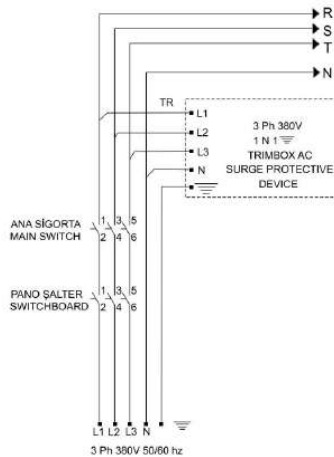 R
S
T
N
TR
L1
L2
L3
N
3 Ph 380V
1 N 1
TRIMBOX AC
SURGE PROTECTIVE
DEVICE
ANA SİGORTA
MAIN SWITCH
1 3 5
2 4 6
PANO ŞALTER
SWITCHBOARD
1 3 5
2 4 6
L1 L2 L3 N
3 Ph 380V 50/60 hz